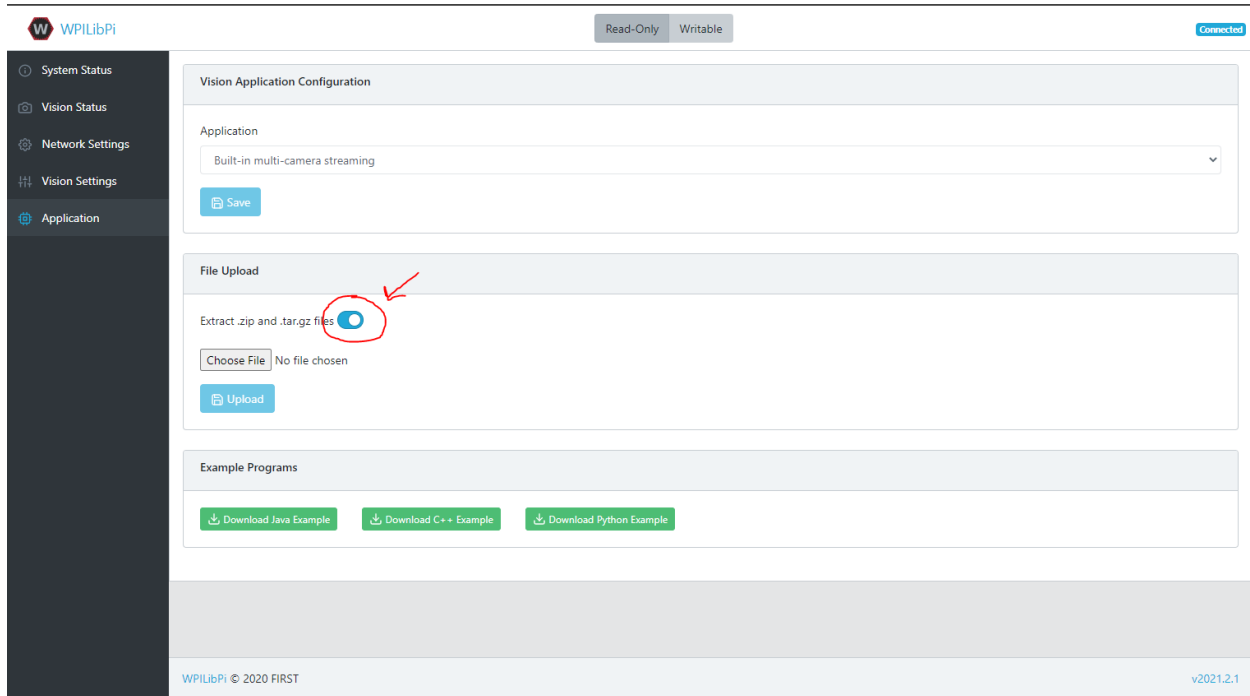 W WPILibPi
Read-Only Writable
Connected
System Status
Vision Status
Network Settings
Vision Settings
Application
Vision Application Configuration
Application
Built-in multi-camera streaming
Save
File Upload
Extract .zip and .tar.gz files
Choose File No file chosen
Upload
Example Programs
Download Java Example Download C++ Example Download Python Example
WPILibPi © 2020 FIRST
v2021.2.1